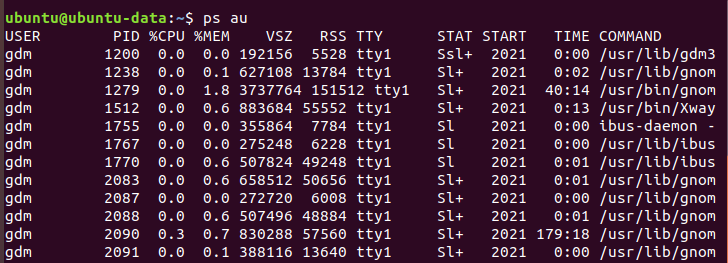 ubuntu@ubuntu-data:~$ ps au
USER PID %CPU %MEM VSZ RSS TTY STAT START TIME COMMAND
gdm 1200 0.0 0.0 192156 5528 tty1 Ssl+ 2021 0:00 /usr/lib/gdm3
gdm 1238 0.0 0.1 627108 13784 tty1 Sl+ 2021 0:02 /usr/lib/gnom
gdm 1279 0.0 1.8 3737764 151512 tty1 Sl+ 2021 40:14 /usr/bin/gnom
gdm 1512 0.0 0.6 883684 55552 tty1 Sl+ 2021 0:13 /usr/bin/Xway
gdm 1755 0.0 0.0 355864 7784 tty1 Sl 2021 0:00 ibus-daemon -
gdm 1767 0.0 0.0 275248 6228 tty1 Sl 2021 0:00 /usr/lib/ibus
gdm 1770 0.0 0.6 507824 49248 tty1 Sl 2021 0:01 /usr/lib/ibus
gdm 2083 0.0 0.6 658512 50656 tty1 Sl+ 2021 0:01 /usr/lib/gnom
gdm 2087 0.0 0.0 272720 6008 tty1 Sl+ 2021 0:00 /usr/lib/gnom
gdm 2088 0.0 0.6 507496 48884 tty1 Sl+ 2021 0:01 /usr/lib/gnom
gdm 2090 0.3 0.7 830288 57560 tty1 Sl+ 2021 179:18 /usr/lib/gnom
gdm 2091 0.0 0.1 388116 13640 tty1 Sl+ 2021 0:00 /usr/lib/gnom